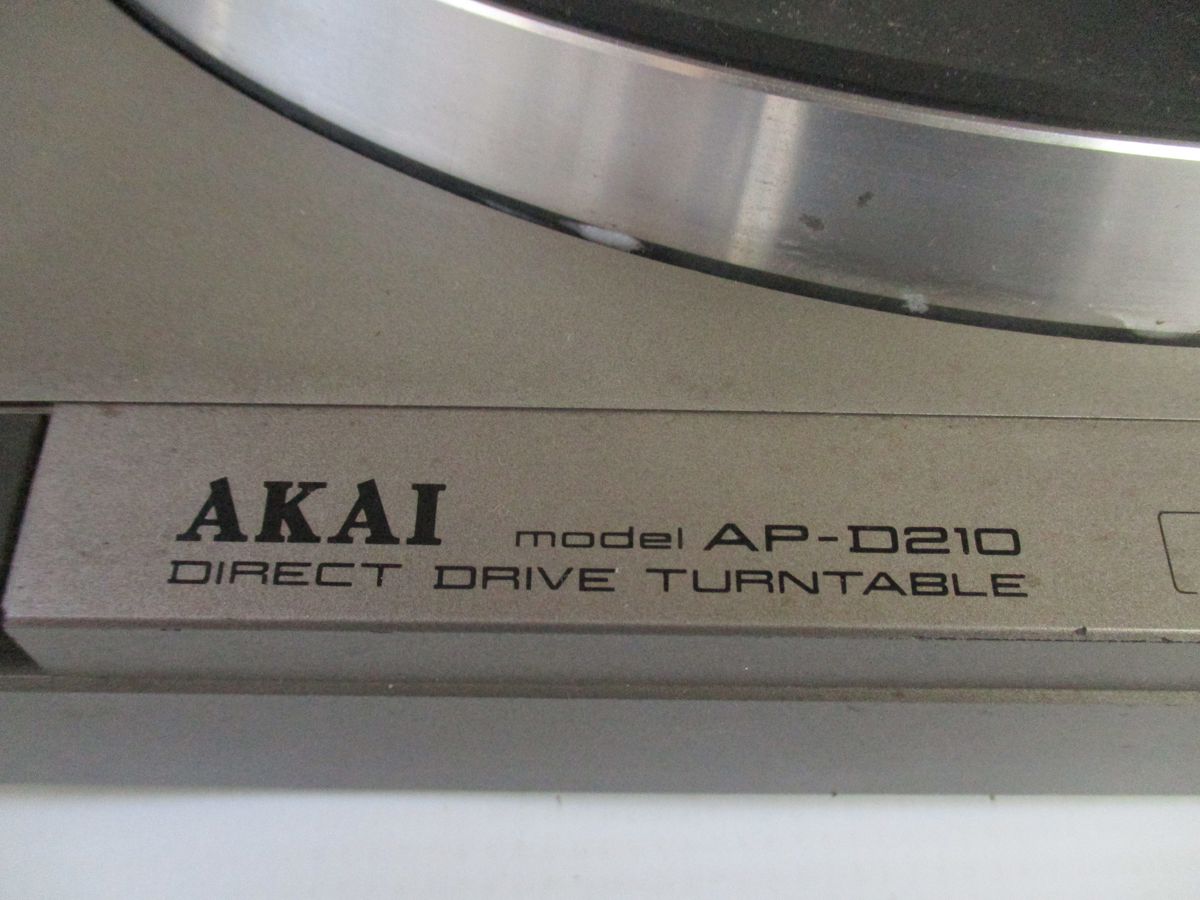 AKAI model AP-D210
DIRECT DRIVE TURNTABLE